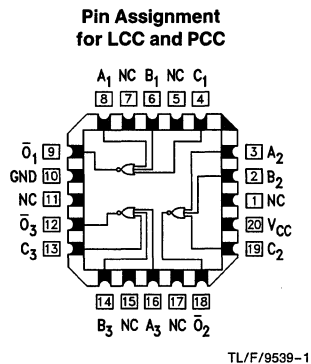 Pin Assignment
for LCC and PCC
A1 NC B1 NC C1
8 7 6 5 4
Ō1 9
GND 10
NC 11
Ō3 12
C3 13
3 A2
2 B2
1 NC
20 VCC
19 C2
14 15 16 17 18
B3 NC A3 NC Ō2
TL/F/9539-1